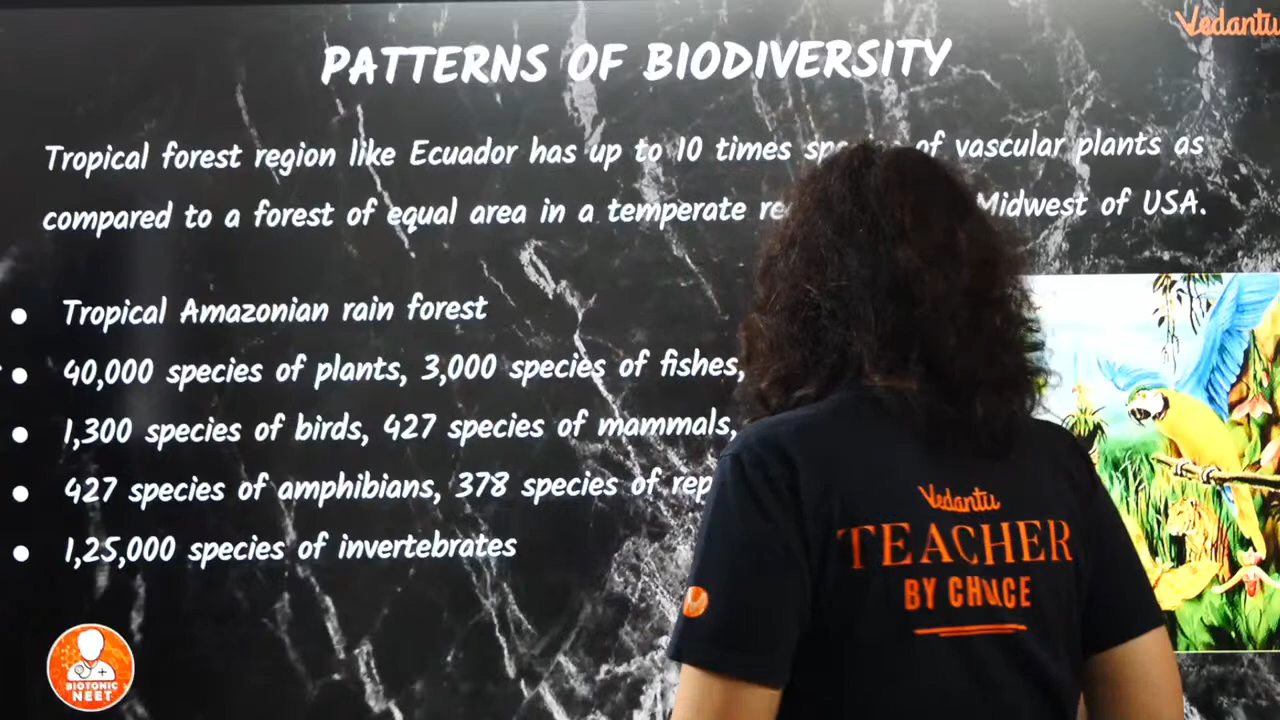 Vedantu
PATTERNS OF BIODIVERSITY
Tropical forest region like Ecuador has up to 10 times of vascular plants as
compared to a forest of equal area in a temperate Midwest of USA.
Tropical Amazonian rain forest
40,000 species of plants, 3,000 species of fishes,
1,300 species of birds, 427 species of mammals,
427 species of amphibians, 378 species of
1,25,000 species of invertebrates
Vedantu
TEACHER
BY CHOICE
BIOTONIC
NEET